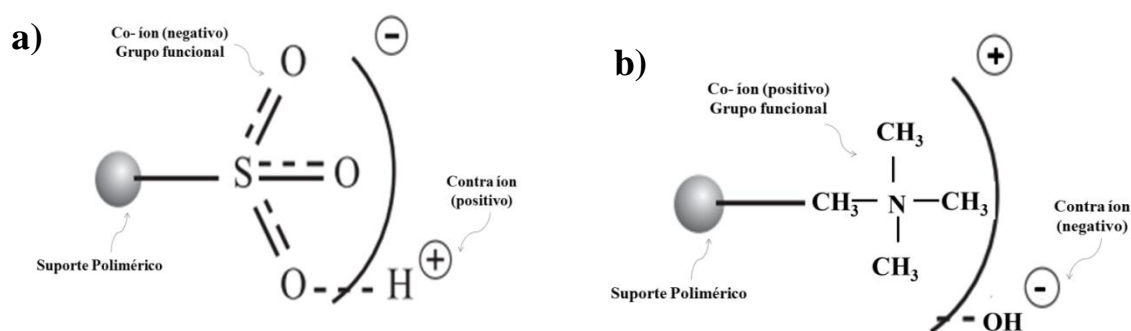 a)
Co- íon (negativo)
Grupo funcional
-
O
S
O
O
H
+
Contra íon
(positivo)
Suporte Polimérico
b)
Co- íon (positivo)
Grupo funcional
+
CH₃
CH₃ N CH₃
CH₃
Contra íon
(negativo)
-
OH
Suporte Polimérico